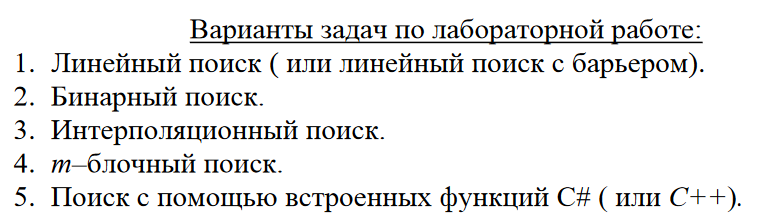 Варианты задач по лабораторной работе:
1. Линейный поиск ( или линейный поиск с барьером).
2. Бинарный поиск.
3. Интерполяционный поиск.
4. m–блочный поиск.
5. Поиск с помощью встроенных функций C# ( или C++).